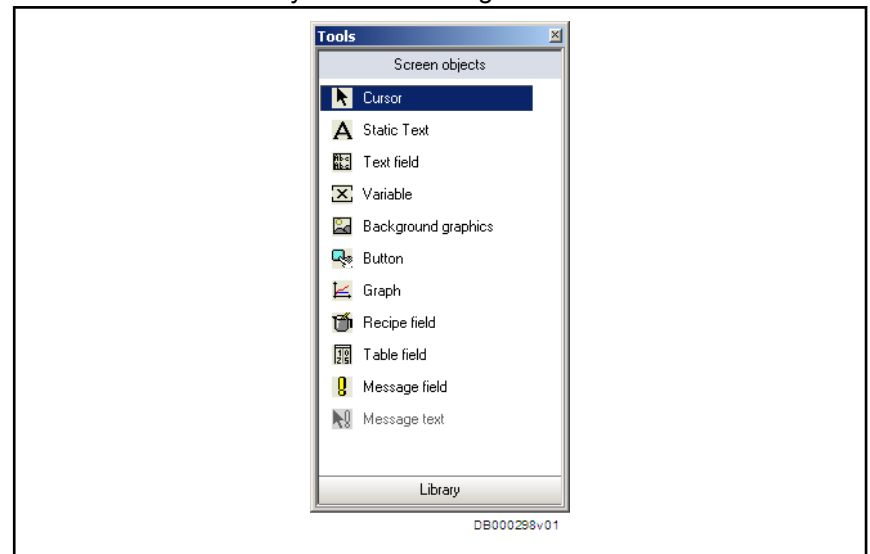 Tools
Screen objects
Cursor
Static Text
Text field
Variable
Background graphics
Button
Graph
Recipe field
Table field
Message field
Message text
Library
DB000298v01